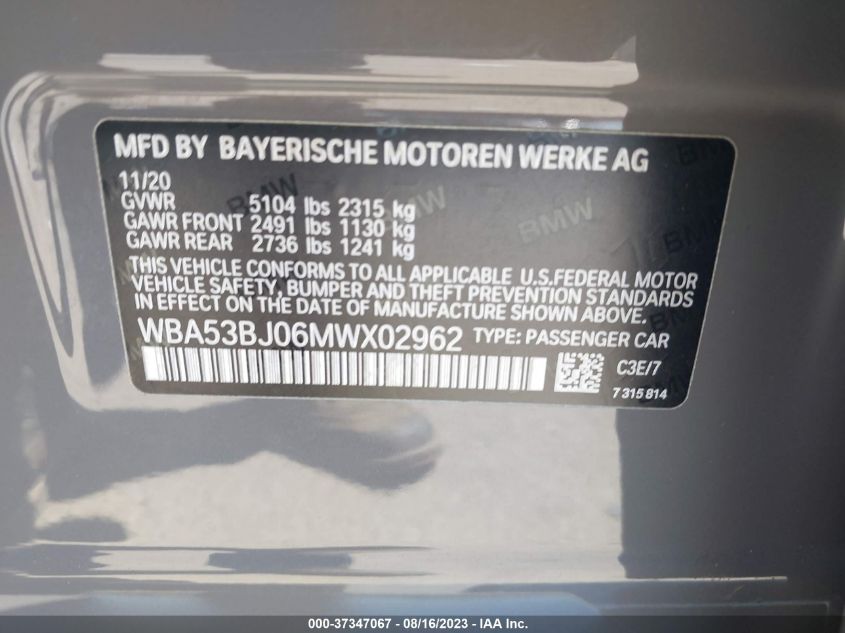 MFD BY BAYERISCHE MOTOREN WERKE AG
11/20
GVWR 5104 lbs 2315 kg
GAWR FRONT 2491 lbs 1130 kg
GAWR REAR 2736 lbs 1241 kg
THIS VEHICLE CONFORMS TO ALL APPLICABLE U.S.FEDERAL MOTOR
VEHICLE SAFETY, BUMPER AND THEFT PREVENTION STANDARDS
IN EFFECT ON THE DATE OF MANUFACTURE SHOWN ABOVE.
WBA53BJ06MWX02962 TYPE: PASSENGER CAR
C3E/7
7 315 814
BMW
BMW
BMW
000-37347067 - 08/16/2023 - IAA Inc.